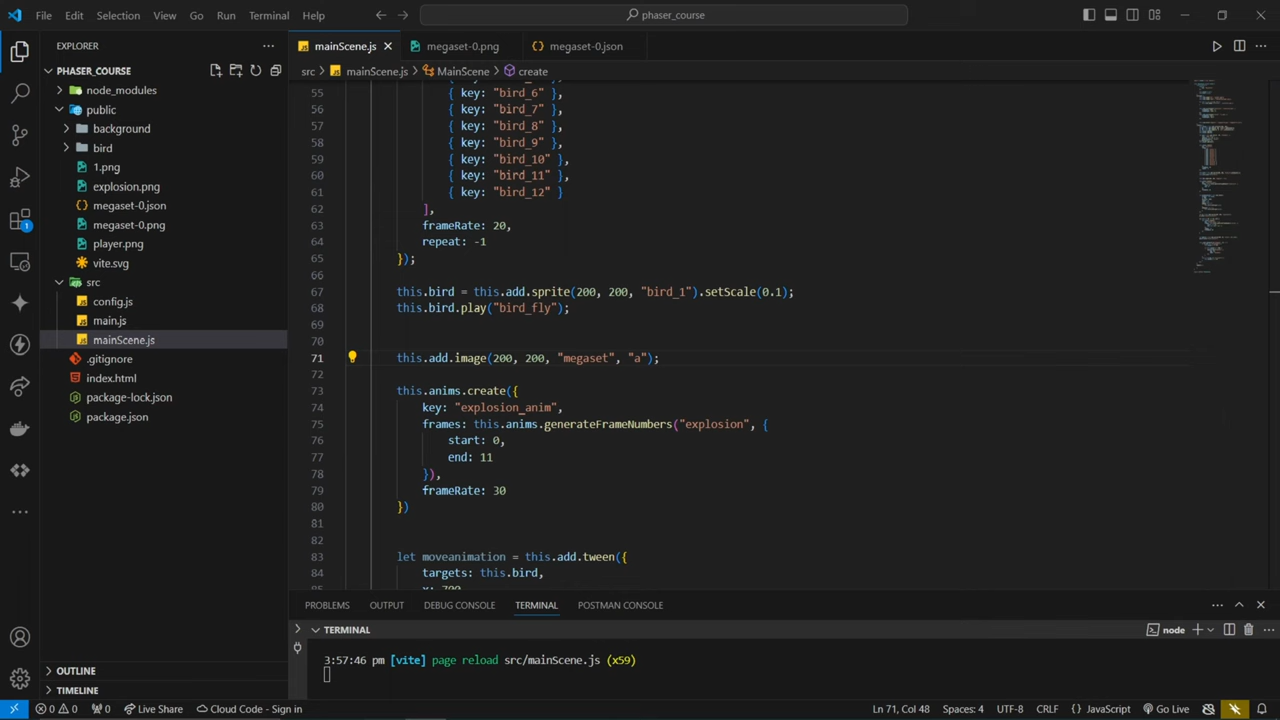 File Edit Selection View Go Run Terminal Help
phaser_course
EXPLORER
mainScene.js
megaset-0.png
megaset-0.json
PHASER_COURSE
src > mainScene.js > MainScene > create
node_modules
public
background
bird
1.png
explosion.png
megaset-0.json
megaset-0.png
player.png
vite.svg
src
config.js
main.js
mainScene.js
.gitignore
index.html
package-lock.json
package.json
OUTLINE
TIMELINE
55
56 { key: "bird_6" },
57 { key: "bird_7" },
57 { key: "bird_8" },
58 { key: "bird_9" },
59 { key: "bird_10" },
60 { key: "bird_11" },
61 { key: "bird_12" }
62 ],
63 frameRate: 20,
64 repeat: -1
65 });
66
67 this.bird = this.add.sprite(200, 200, "bird_1").setScale(0.1);
68 this.bird.play("bird_fly");
69
70
71 this.add.image(200, 200, "megaset", "a");
72
73 this.anims.create({
74 key: "explosion_anim",
75 frames: this.anims.generateFrameNumbers("explosion", {
76 start: 0,
77 end: 11
78 }),
79 frameRate: 30
80 })
81
82
83 let moveanimation = this.add.tween({
84 targets: this.bird,
85 x: 700
PROBLEMS OUTPUT DEBUG CONSOLE TERMINAL POSTMAN CONSOLE
TERMINAL
node
3:57:46 pm [vite] page reload src/mainScene.js (x59)
0 0 0 Live Share Cloud Code - Sign in
Ln 71, Col 48 Spaces: 4 UTF-8 CRLF JavaScript Go Live